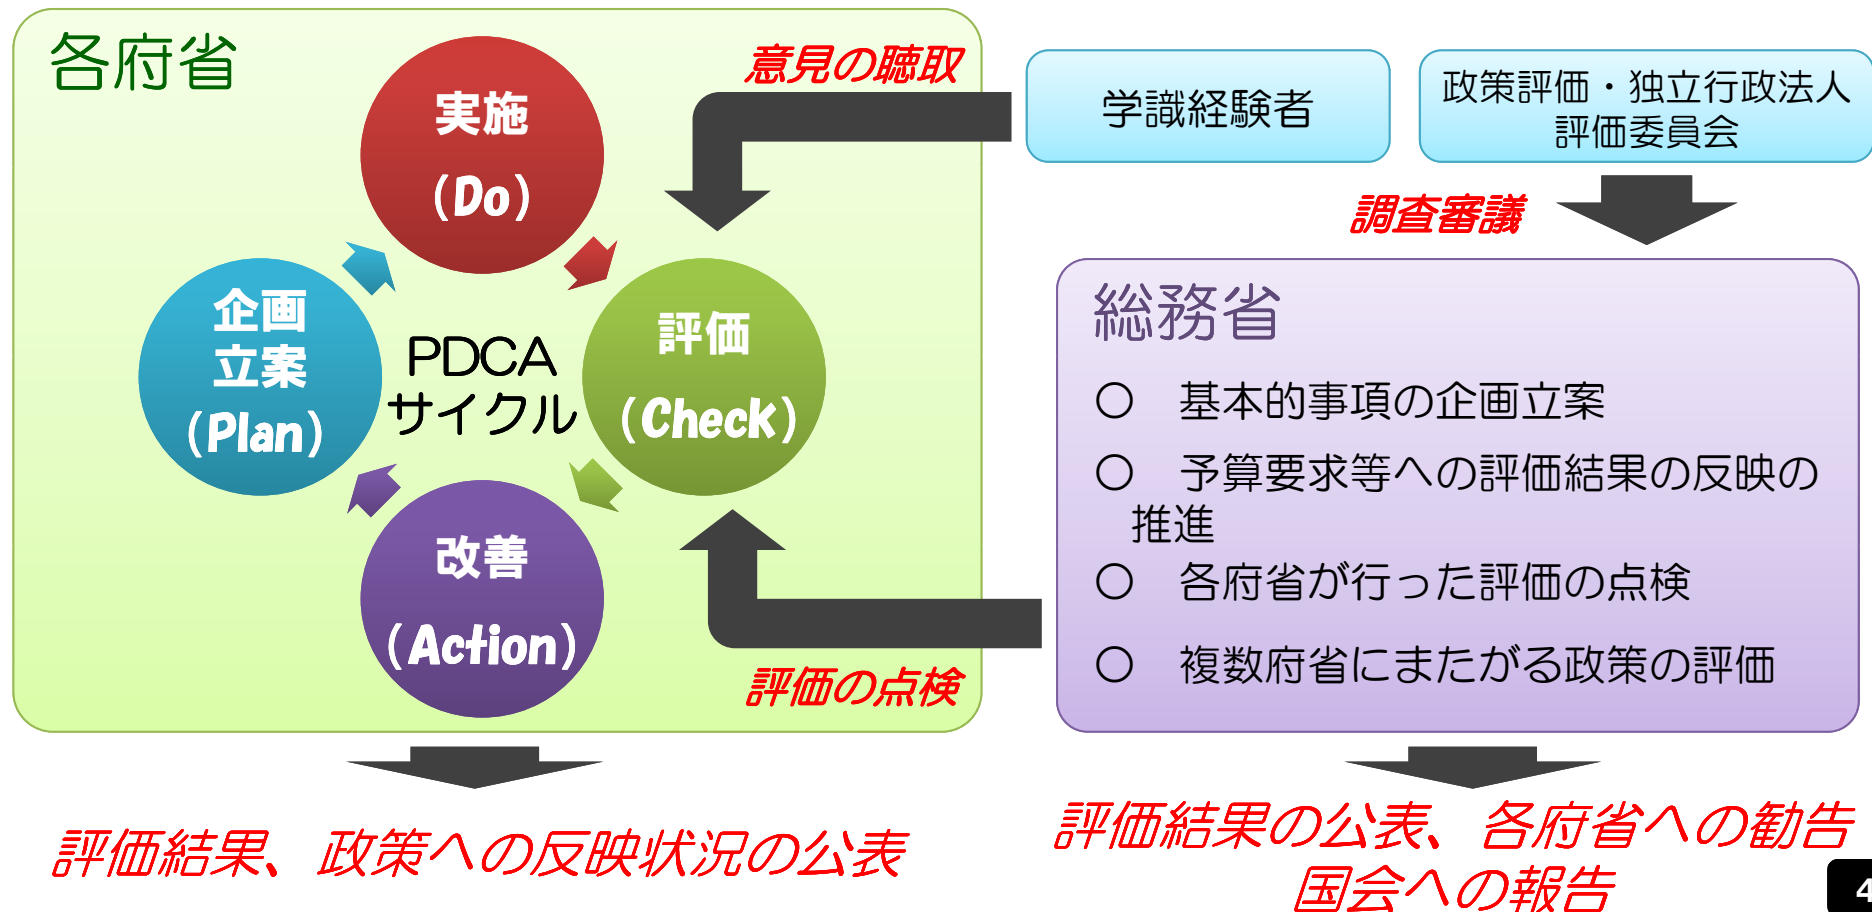 各府省
実施
(Do)
企画
立案
(Plan)
PDCA
サイクル
評価
(Check)
改善
(Action)
意見の聴取
評価の点検
学識経験者
政策評価・独立行政法人
評価委員会
調査審議
総務省
○ 基本的事項の企画立案
○ 予算要求等への評価結果の反映の
推進
○ 各府省が行った評価の点検
○ 複数府省にまたがる政策の評価
評価結果、政策への反映状況の公表
評価結果の公表、各府省への勧告
国会への報告
4